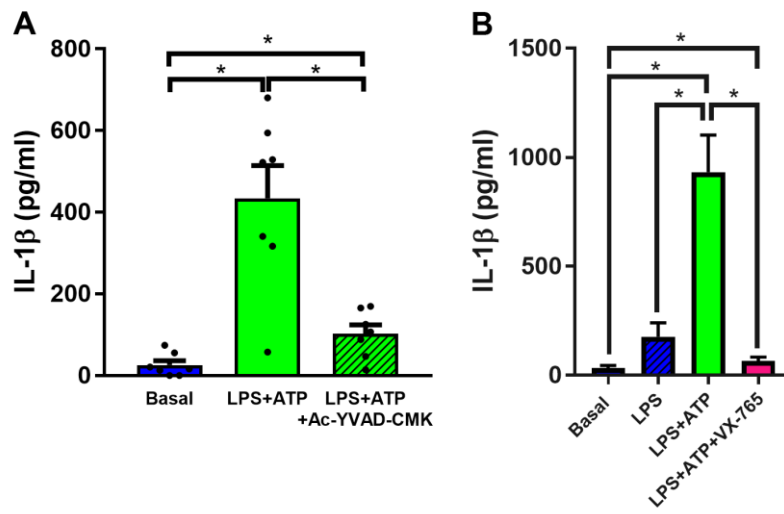 A
B
IL-1β (pg/ml)
800
600
400
200
0
*
*
*
Basal
LPS+ATP
LPS+ATP
+Ac-YVAD-CMK
IL-1β (pg/ml)
1500
1000
500
0
*
*
*
*
Basal
LPS
LPS+ATP
LPS+ATP+VX-765